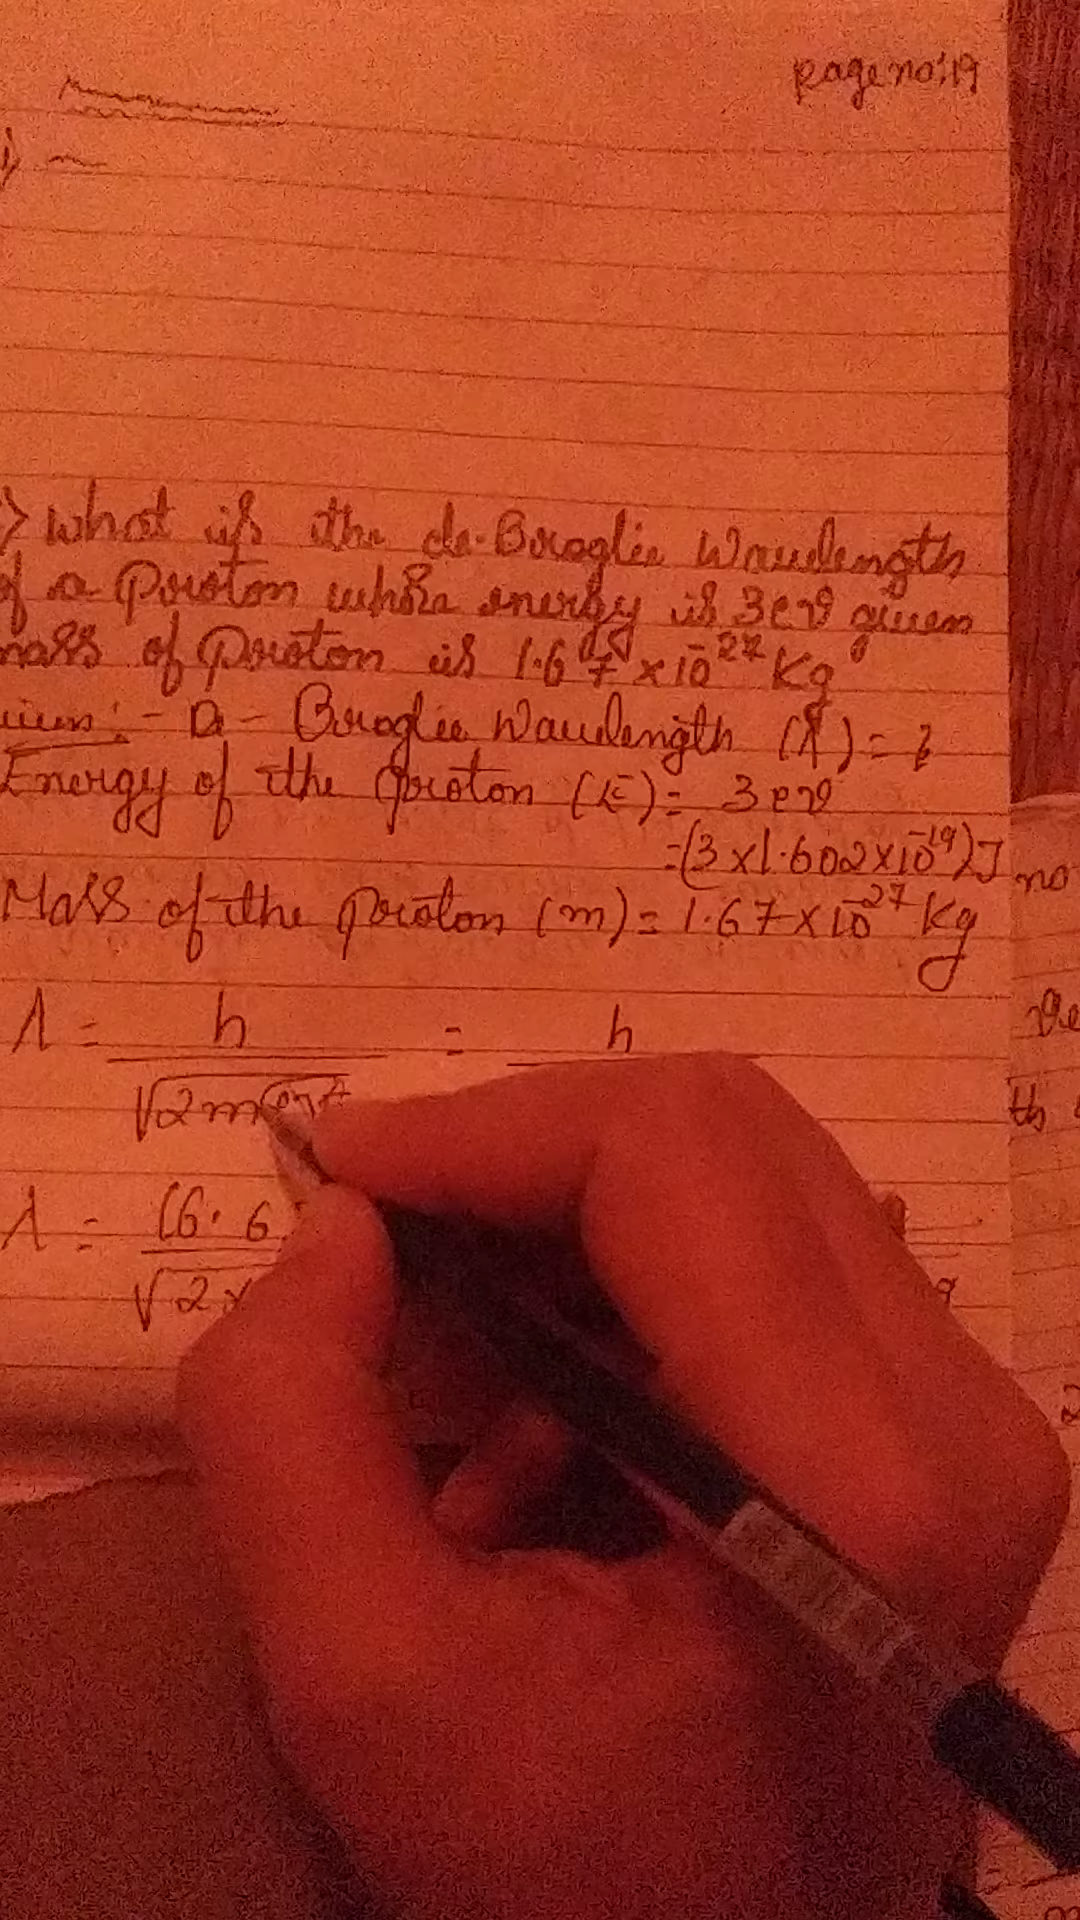 page no: 19
i)
what is the de-Broglie Wavelength
of a Proton whose energy is 3eV given
mass of Proton is 1.67 × 10⁻²⁷ Kg
:- De-Broglie Wavelength (λ) = ?
Energy of the proton (E) = 3eV
= (3 × 1.602 × 10⁻¹⁹) J
Mass of the proton (m) = 1.67 × 10⁻²⁷ Kg
λ = h / √2m = h
λ = (6.6
√2×